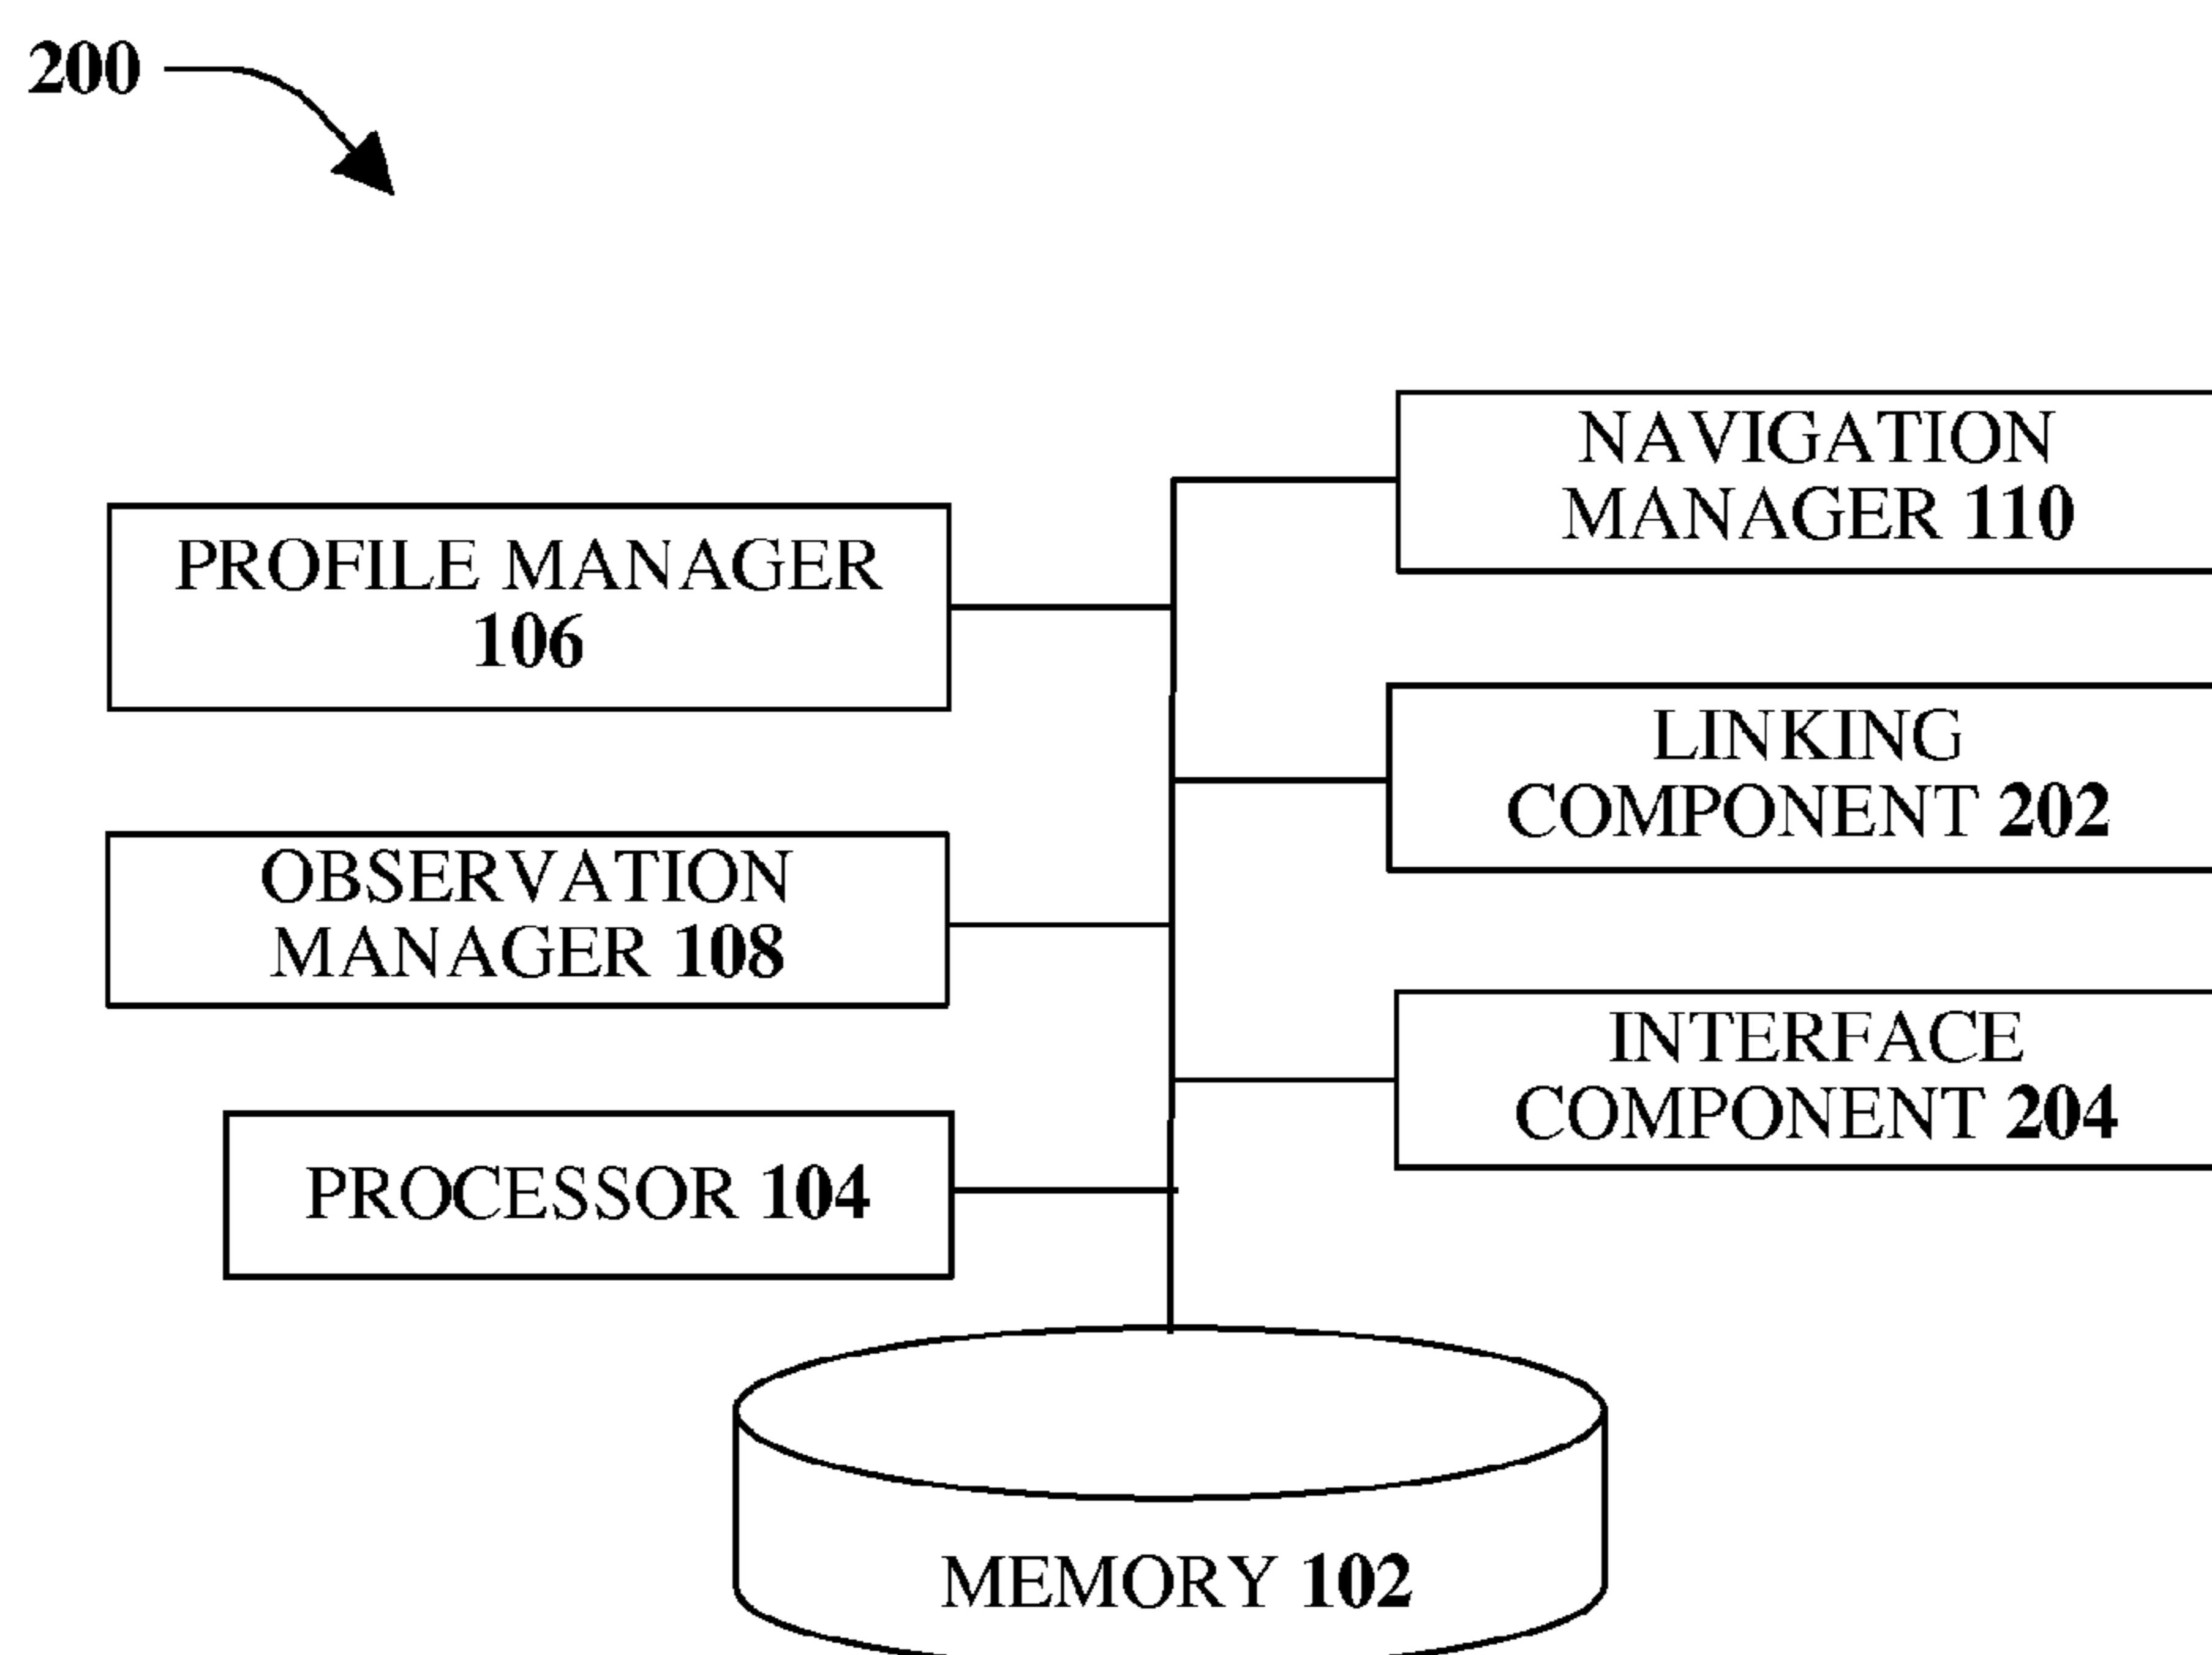 200
NAVIGATION
MANAGER 110
PROFILE MANAGER
106
LINKING
COMPONENT 202
OBSERVATION
MANAGER 108
INTERFACE
COMPONENT 204
PROCESSOR 104
MEMORY 102